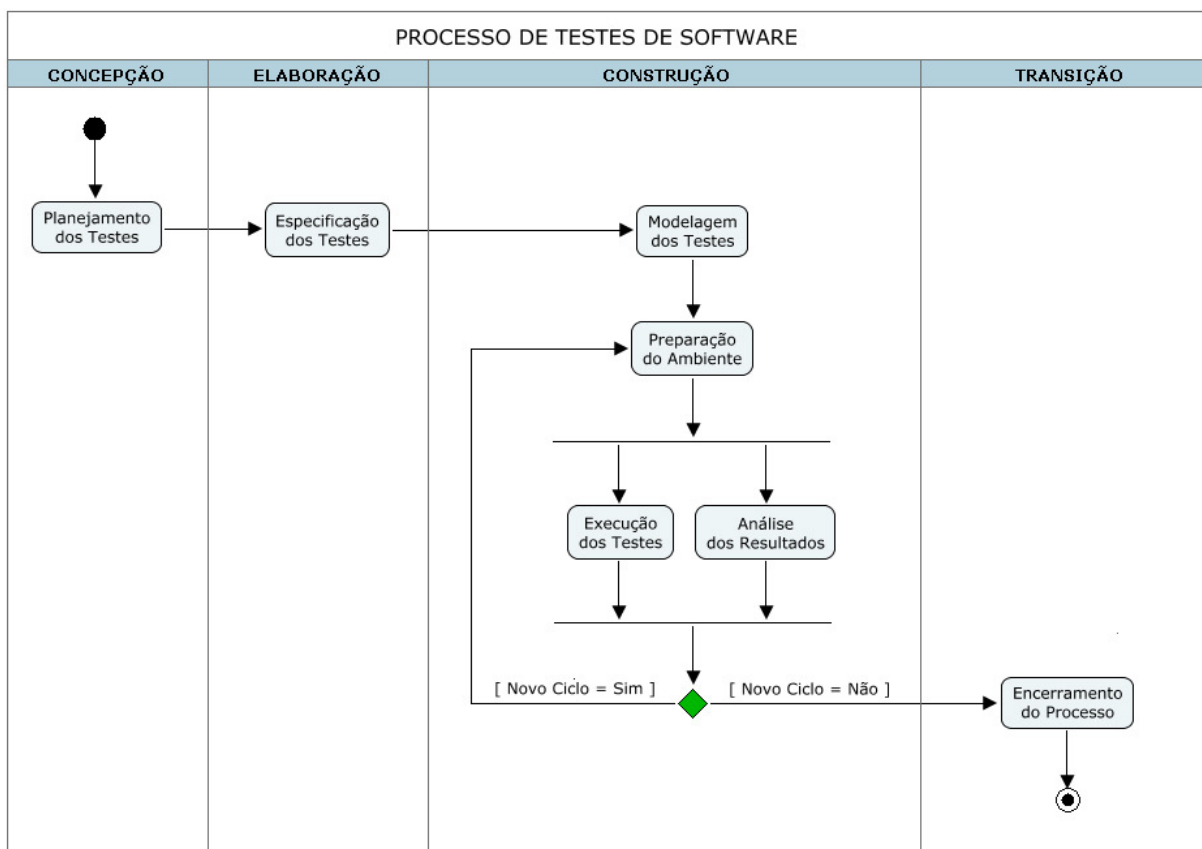 PROCESSO DE TESTES DE SOFTWARE
CONCEPÇÃO
ELABORAÇÃO
CONSTRUÇÃO
TRANSIÇÃO
Planejamento
dos Testes
Especificação
dos Testes
Modelagem
dos Testes
Preparação
do Ambiente
Execução
dos Testes
Análise
dos Resultados
[ Novo Ciclo = Sim ]
[ Novo Ciclo = Não ]
Encerramento
do Processo